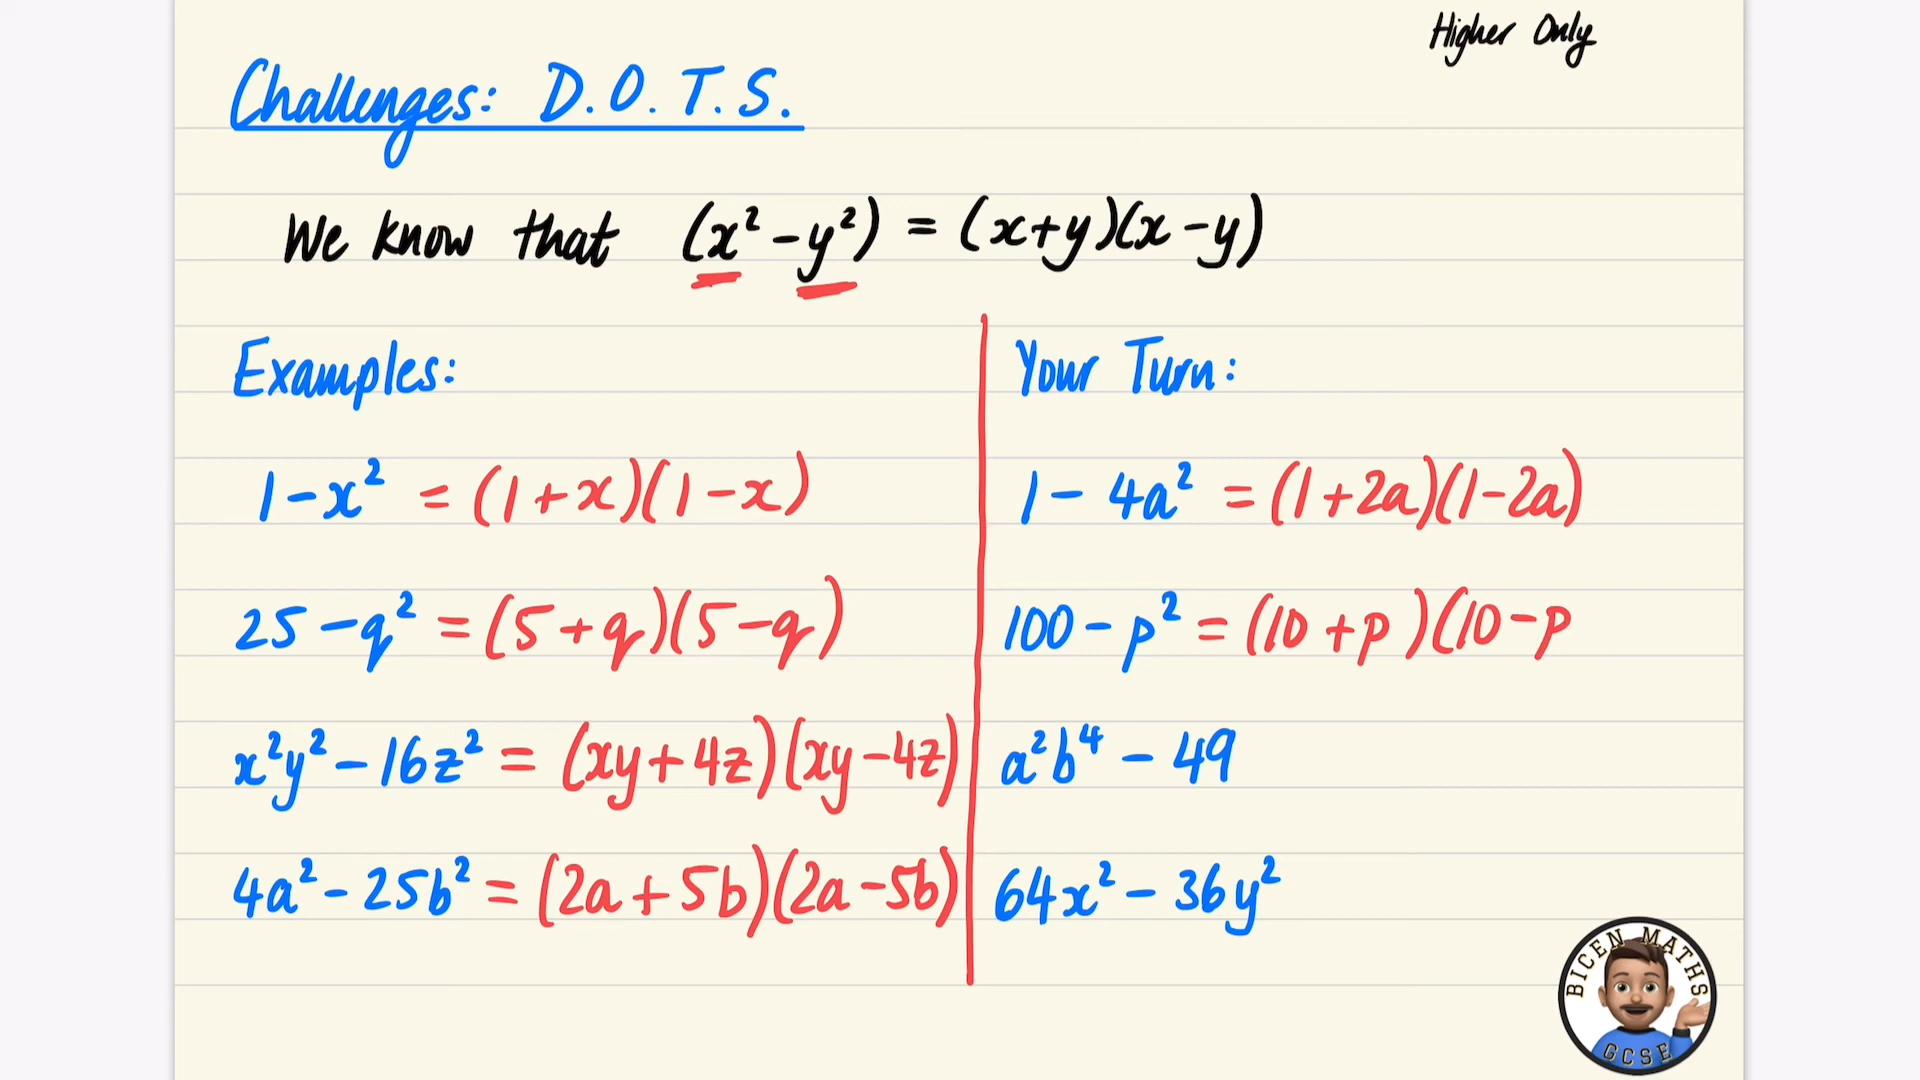 Higher Only
Challenges: D.O.T.S.
We know that (x² - y²) = (x+y)(x-y)
Examples:
1-x² = (1+x)(1-x)
25-q² = (5+q)(5-q)
x²y² - 16z² = (xy+4z)(xy-4z)
4a² - 25b² = (2a+5b)(2a-5b)
Your Turn:
1 - 4a² = (1+2a)(1-2a)
100 - p² = (10+p)(10-p
a²b⁴ - 49
64x² - 36y²
BICEN MATHS
GCSE